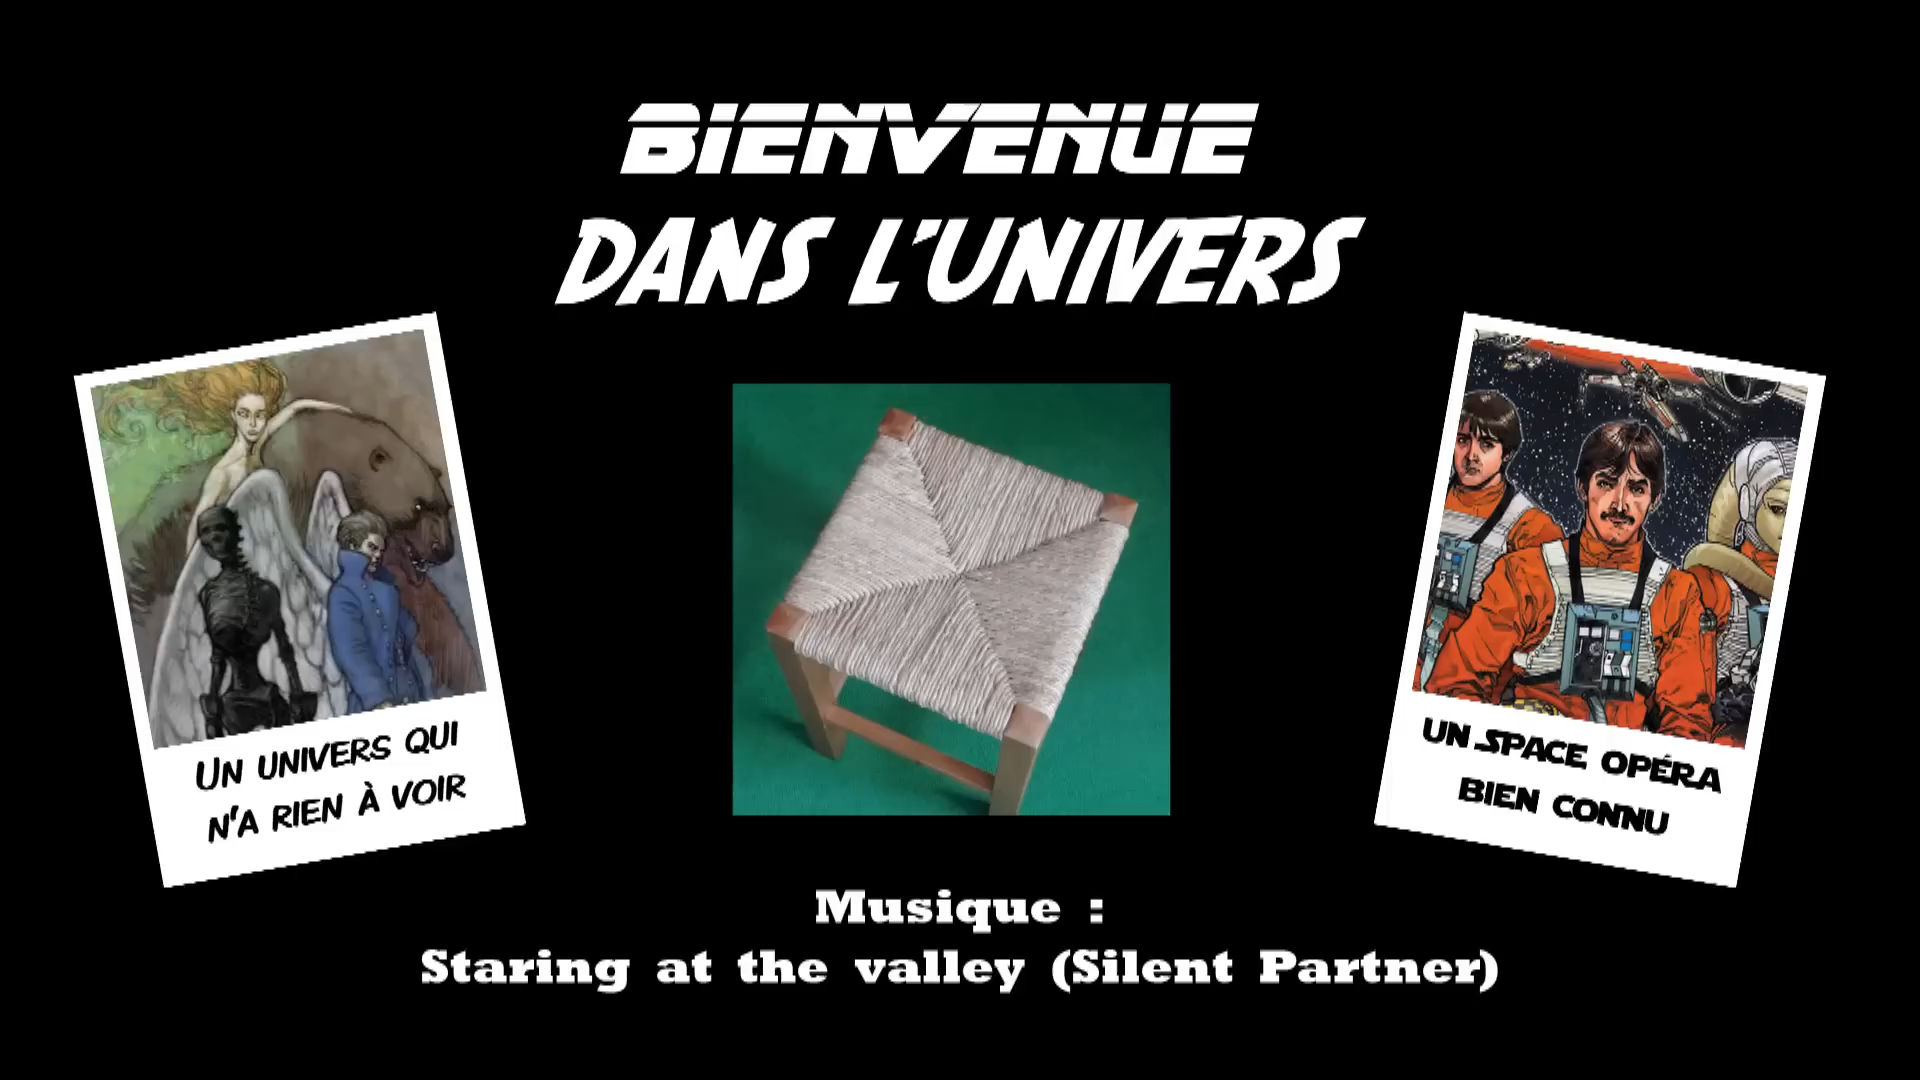 BIENVENUE
DANS L'UNIVERS
UN UNIVERS QUI
N'A RIEN À VOIR
UN SPACE OPÉRA
BIEN CONNU
Musique :
Staring at the valley (Silent Partner)